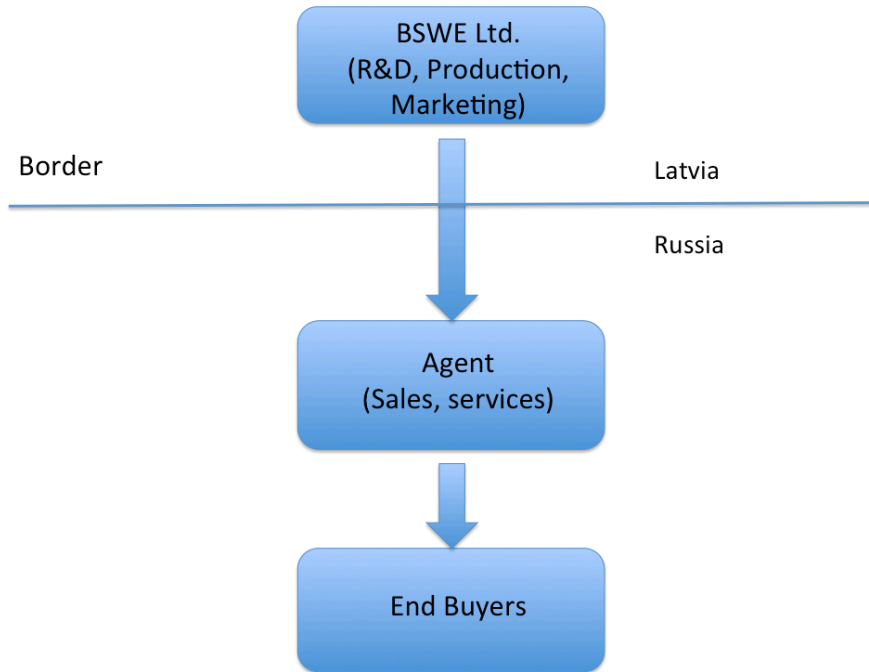 BSWE Ltd.
(R&D, Production,
Marketing)
Border
Latvia
Russia
Agent
(Sales, services)
End Buyers